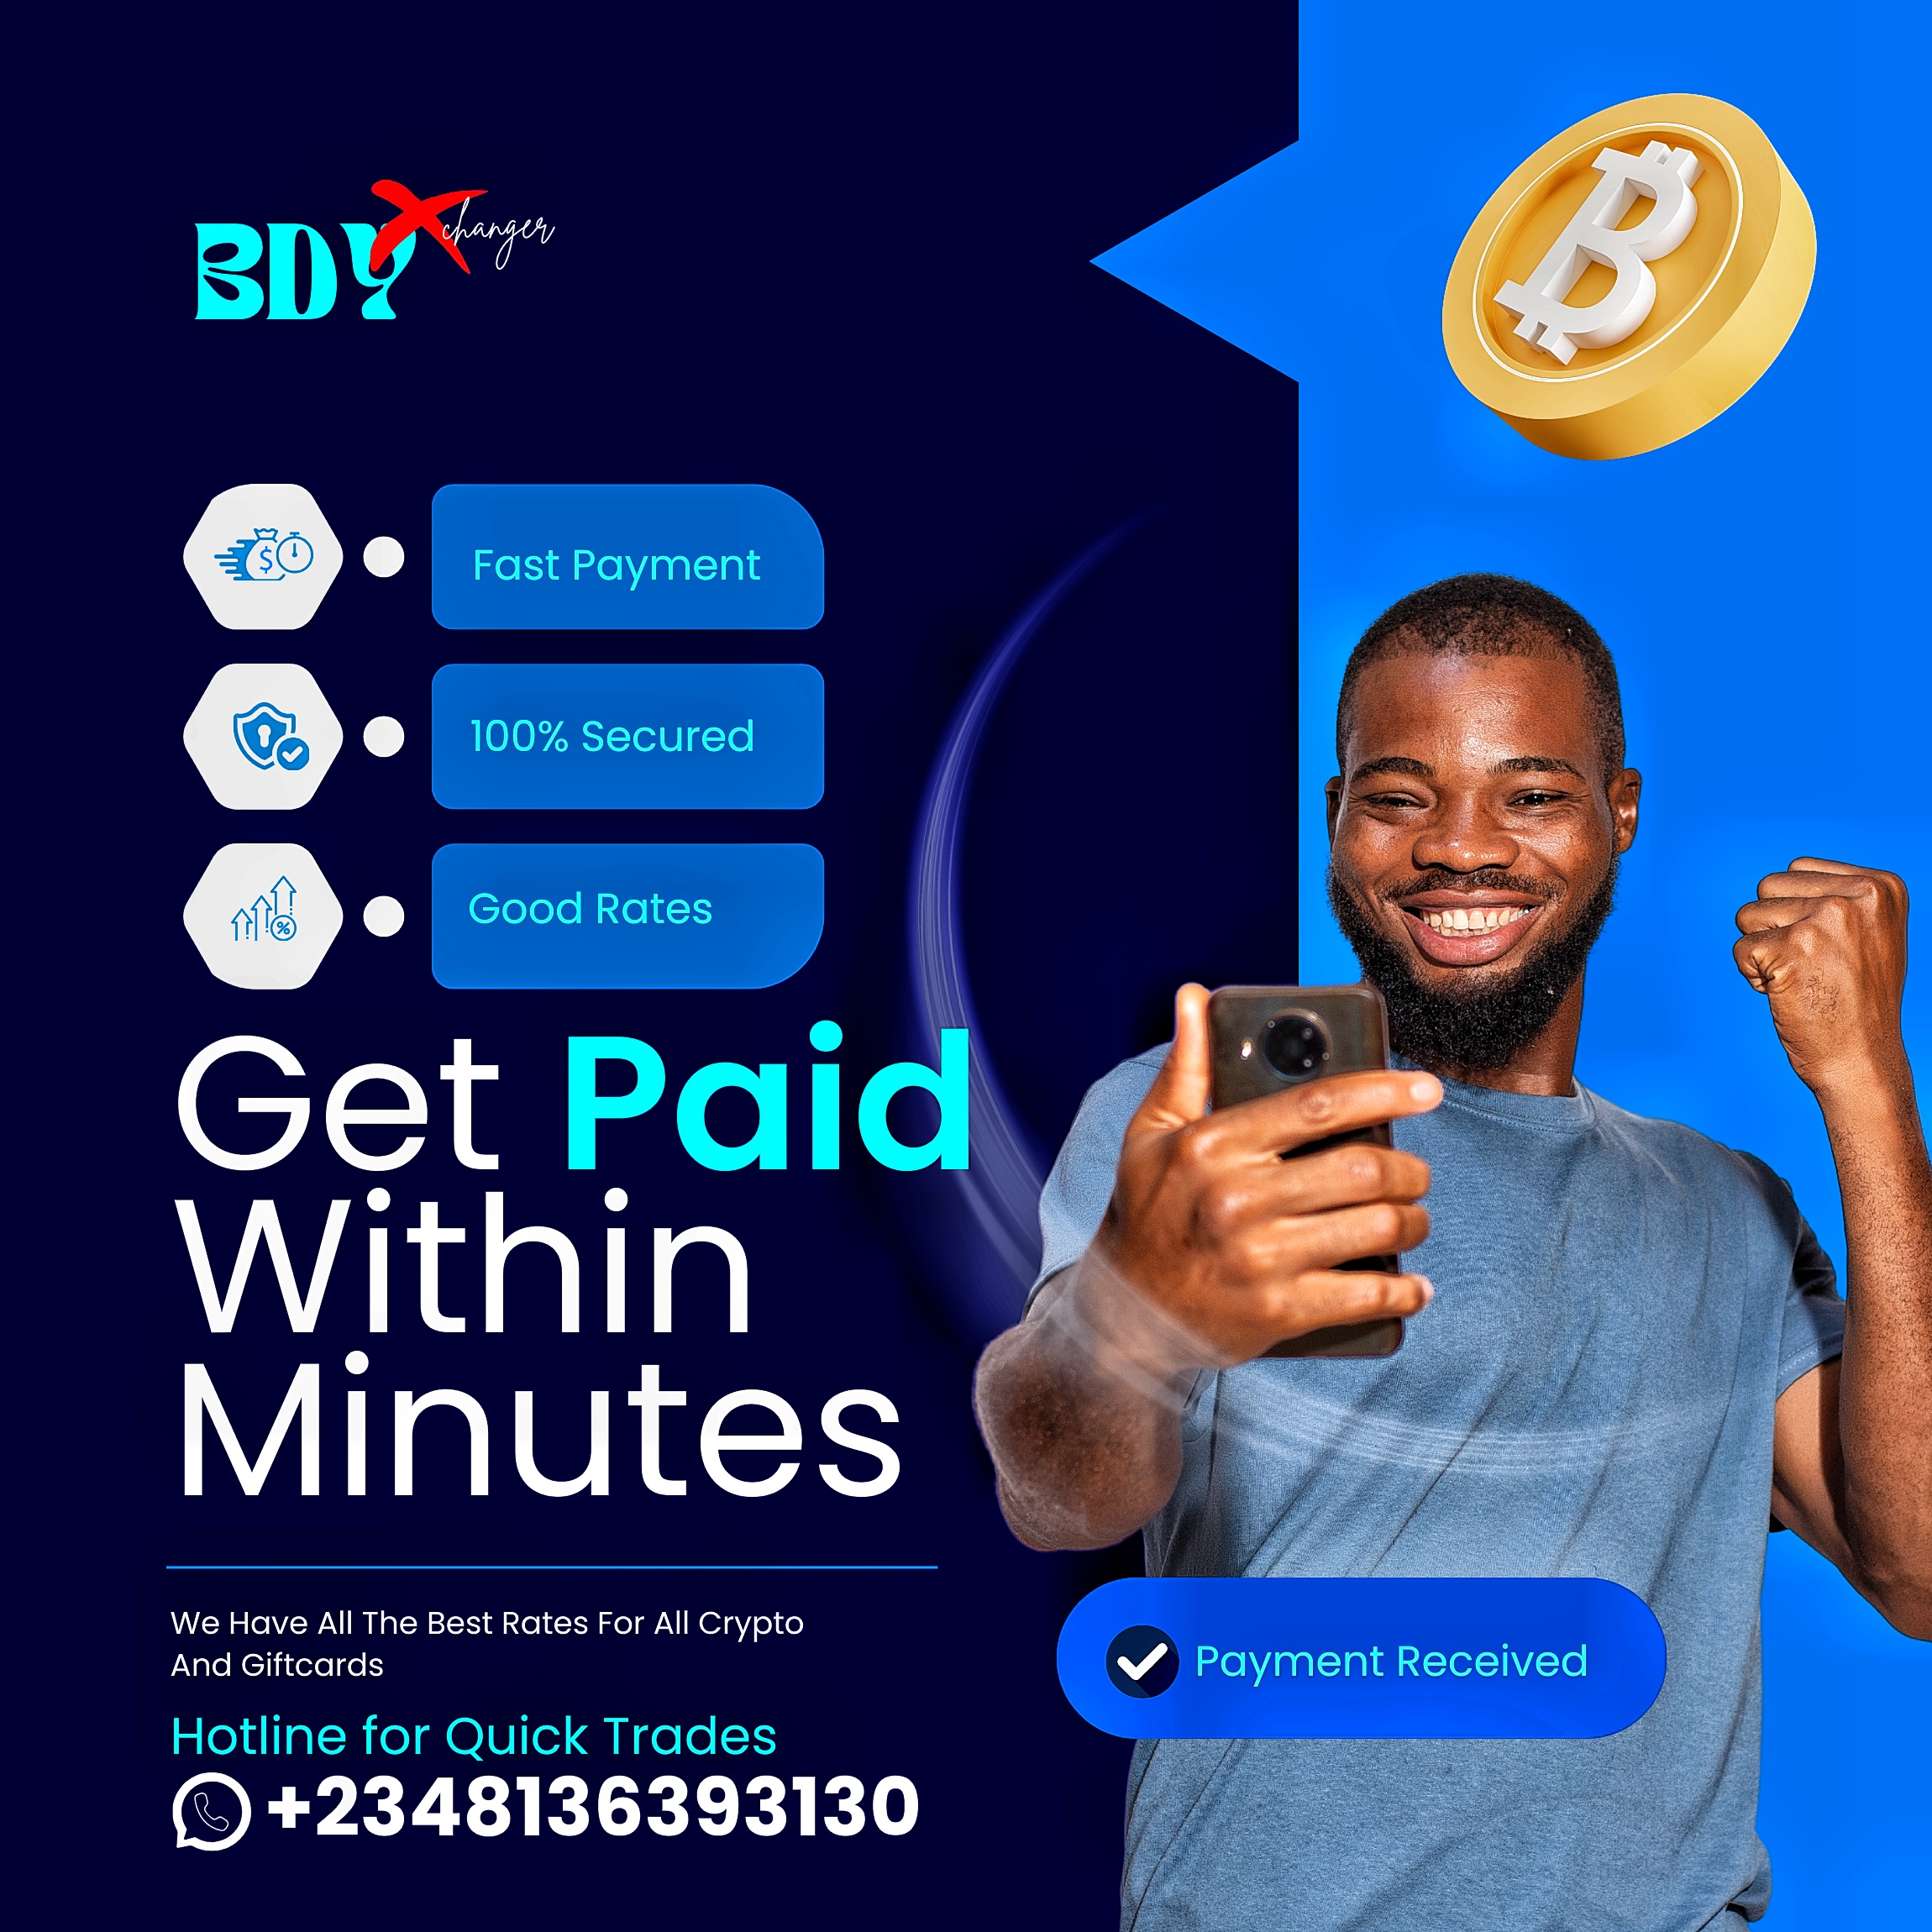 BDY Xchanger
Fast Payment
100% Secured
Good Rates
Get Paid
Within
Minutes
We Have All The Best Rates For All Crypto
And Giftcards
Hotline for Quick Trades
+2348136393130
Payment Received